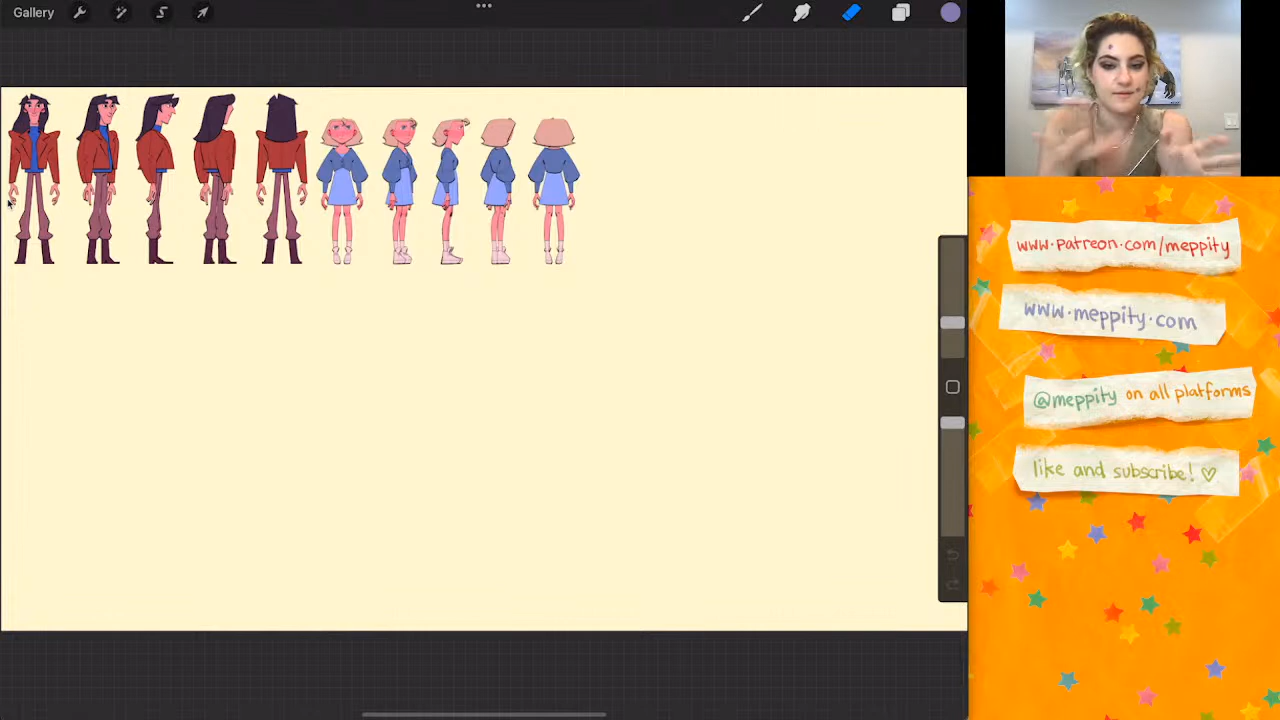 Gallery
www.patreon.com/meppity
www.meppity.com
@meppity on all platforms
like and subscribe!